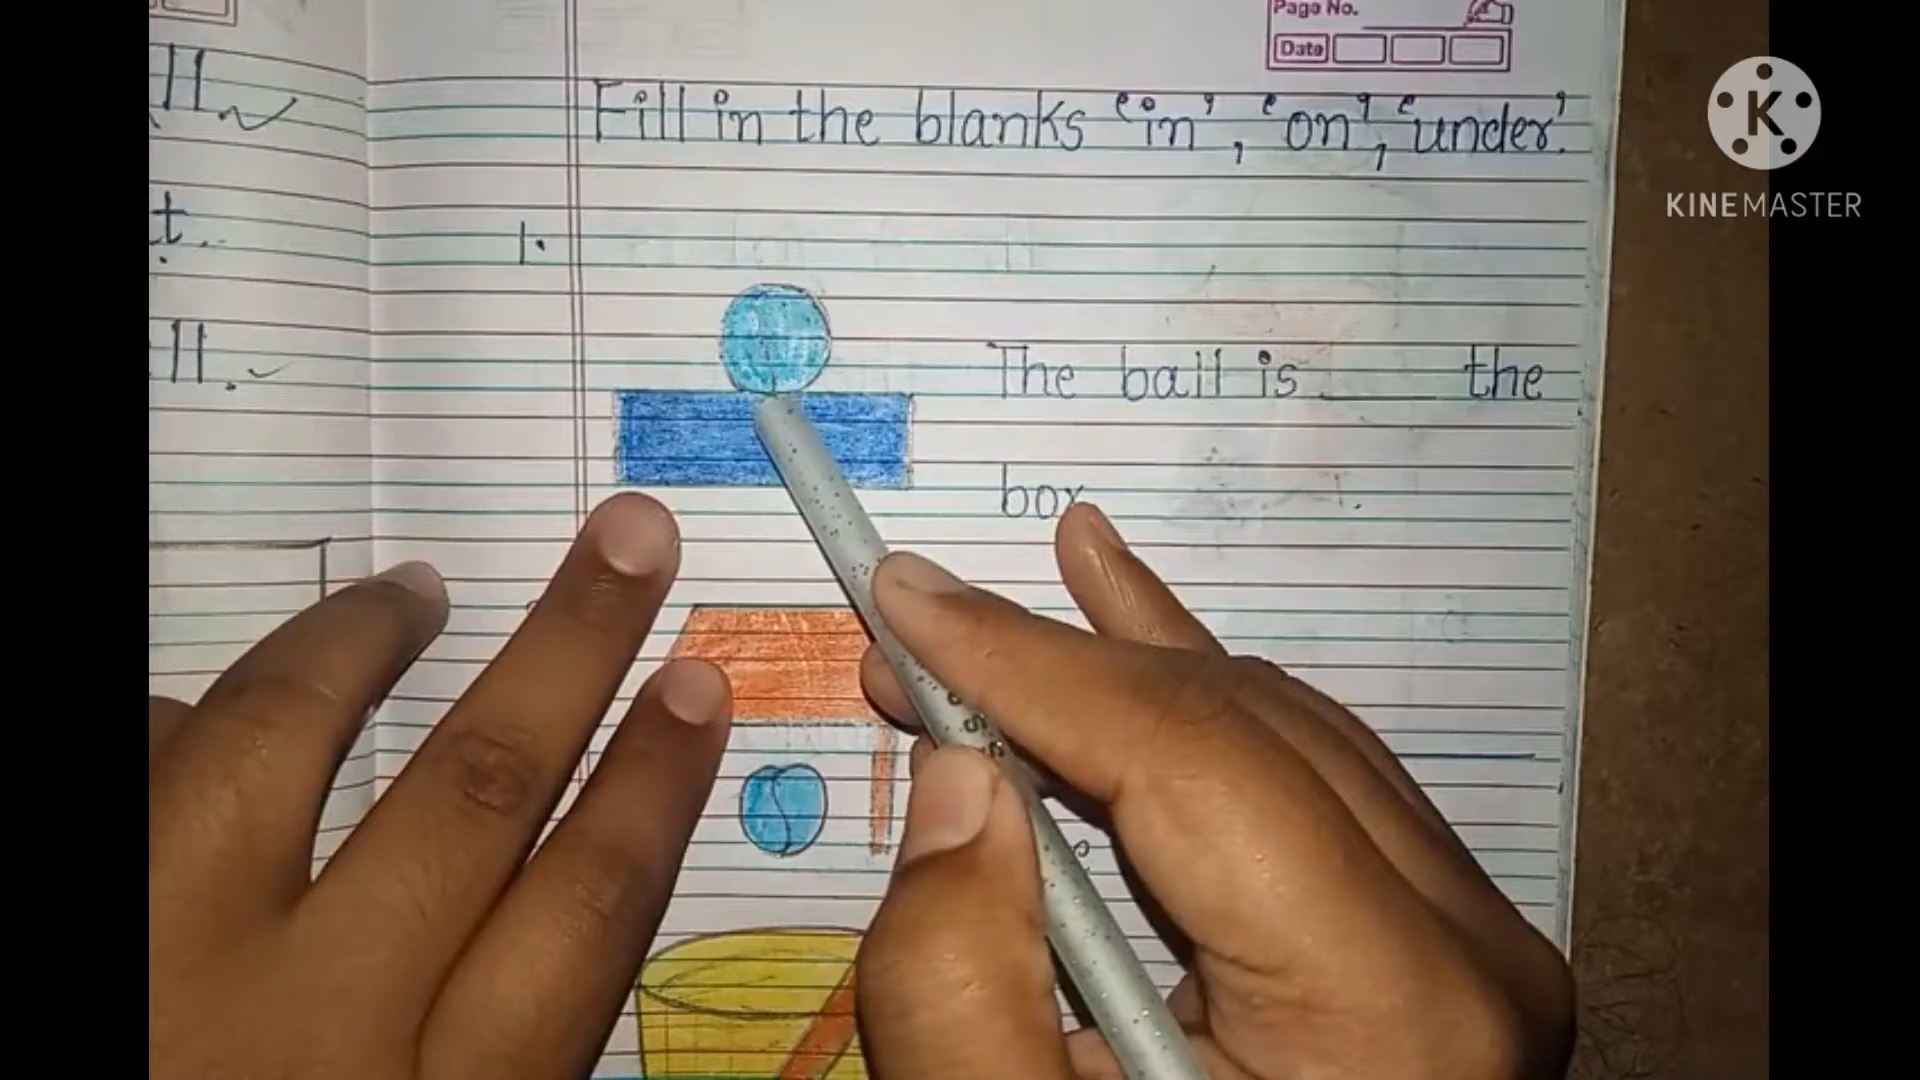 Page No.
Date
Fill in the blanks 'in', 'on', 'under'.
1.
The ball is ____ the
box
KINEMASTER